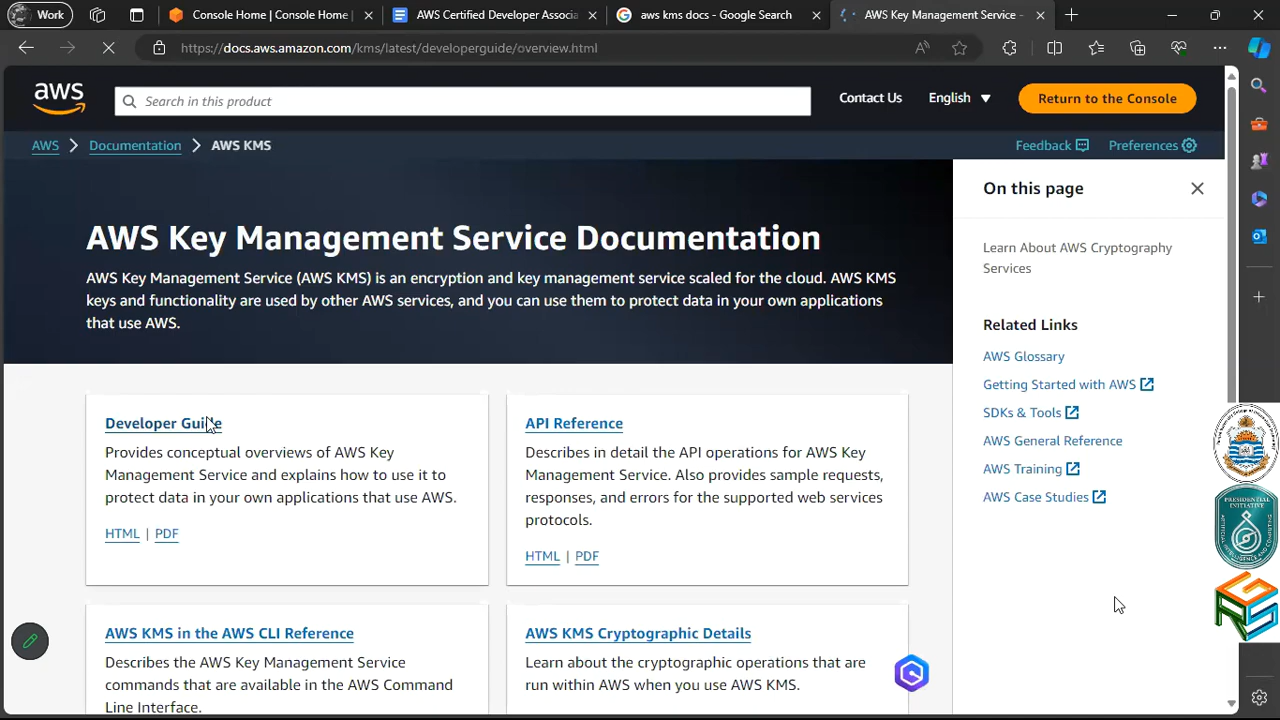 Work
Console Home | Console Home |
AWS Certified Developer Associa
aws kms docs - Google Search
AWS Key Management Service -
https://docs.aws.amazon.com/kms/latest/developerguide/overview.html
aws
Search in this product
Contact Us
English
Return to the Console
AWS
Documentation
AWS KMS
Feedback
Preferences
On this page
Learn About AWS Cryptography
Services
Related Links
AWS Glossary
Getting Started with AWS
SDKs & Tools
AWS General Reference
AWS Training
AWS Case Studies
AWS Key Management Service Documentation
AWS Key Management Service (AWS KMS) is an encryption and key management service scaled for the cloud. AWS KMS
keys and functionality are used by other AWS services, and you can use them to protect data in your own applications
that use AWS.
Developer Guide
Provides conceptual overviews of AWS Key
Management Service and explains how to use it to
protect data in your own applications that use AWS.
HTML | PDF
API Reference
Describes in detail the API operations for AWS Key
Management Service. Also provides sample requests,
responses, and errors for the supported web services
protocols.
HTML | PDF
AWS KMS in the AWS CLI Reference
Describes the AWS Key Management Service
commands that are available in the AWS Command
Line Interface.
AWS KMS Cryptographic Details
Learn about the cryptographic operations that are
run within AWS when you use AWS KMS.
PRESIDENTIAL
INITIATIVE